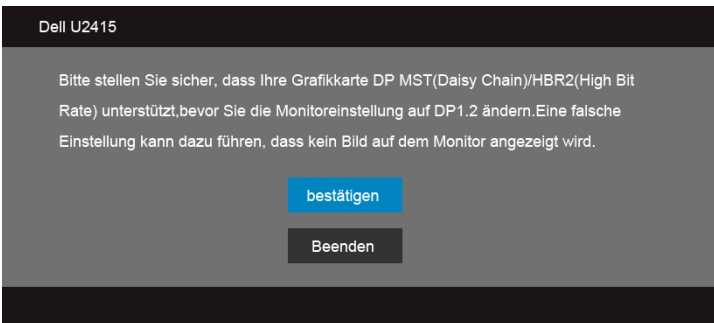 Dell U2415
Bitte stellen Sie sicher, dass Ihre Grafikkarte DP MST(Daisy Chain)/HBR2(High Bit
Rate) unterstützt,bevor Sie die Monitoreinstellung auf DP1.2 ändern.Eine falsche
Einstellung kann dazu führen, dass kein Bild auf dem Monitor angezeigt wird.
bestätigen
Beenden